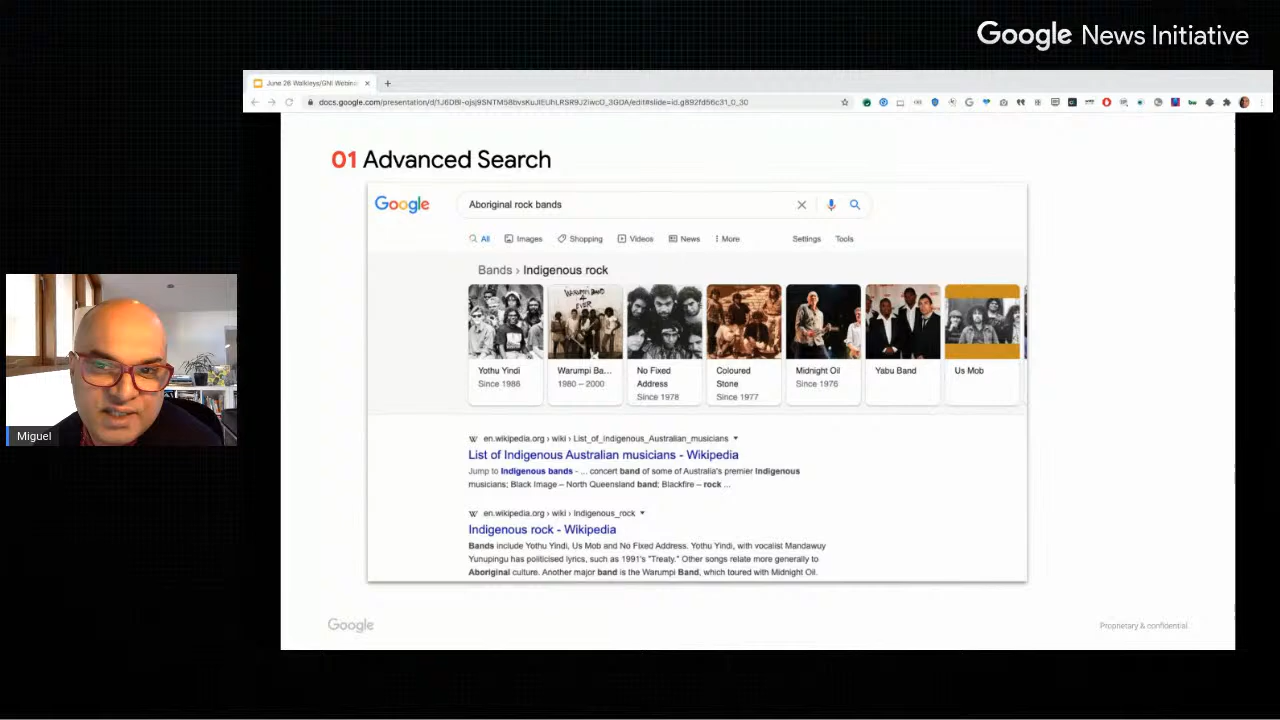 Google News Initiative
June 26 Walkleys/GNI Webina
01 Advanced Search
Google
Aboriginal rock bands
All Images Shopping Videos News More Settings Tools
Bands › Indigenous rock
WARUMPI BAND
4
EVER
Yothu Yindi
Since 1986
Warumpi Ba...
1980 – 2000
No Fixed
Address
Since 1978
Coloured
Stone
Since 1977
Midnight Oil
Since 1976
Yabu Band
Us Mob
Miguel
W en.wikipedia.org › wiki › List_of_Indigenous_Australian_musicians
List of Indigenous Australian musicians - Wikipedia
Jump to Indigenous bands - ... concert band of some of Australia's premier Indigenous
musicians; Black Image – North Queensland band; Blackfire – rock ...
W en.wikipedia.org › wiki › Indigenous_rock
Indigenous rock - Wikipedia
Bands include Yothu Yindi, Us Mob and No Fixed Address. Yothu Yindi, with vocalist Mandawuy
Yunupingu has politicised lyrics, such as 1991's "Treaty." Other songs relate more generally to
Aboriginal culture. Another major band is the Warumpi Band, which toured with Midnight Oil.
Google
Proprietary & confidential